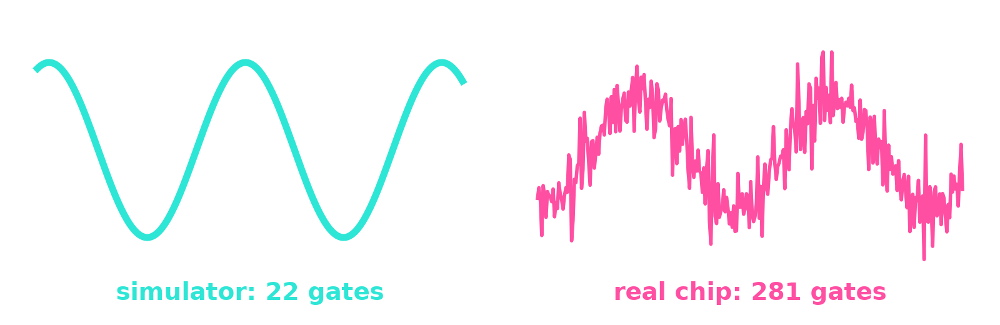 simulator: 22 gates
real chip: 281 gates